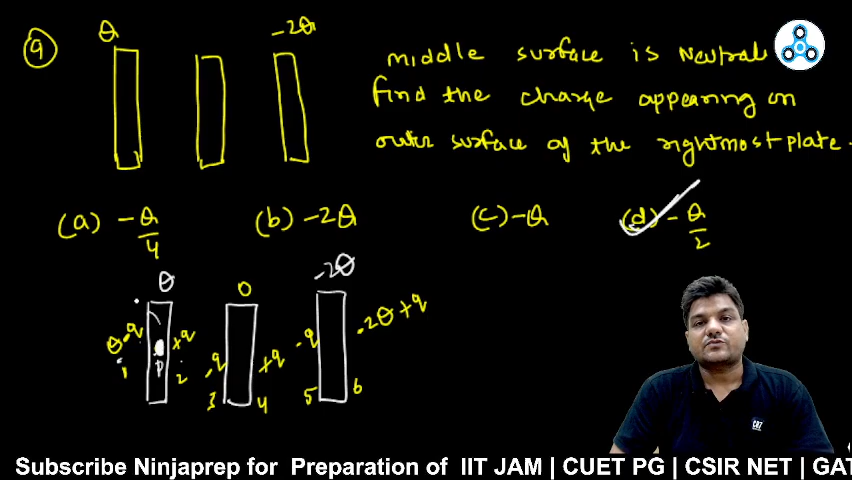 9
Q -2Q
middle surface is Neutral
find the charge appearing on
outer surface of the rightmost plate.
(a) -Q/4 (b) -2Q (c) -Q (d) -Q/2
Q 0 -2Q
Q-q +q -q +q -q -2Q+q
1 P 2 3 4 5 6
Subscribe Ninjaprep for Preparation of IIT JAM | CUET PG | CSIR NET | GAT